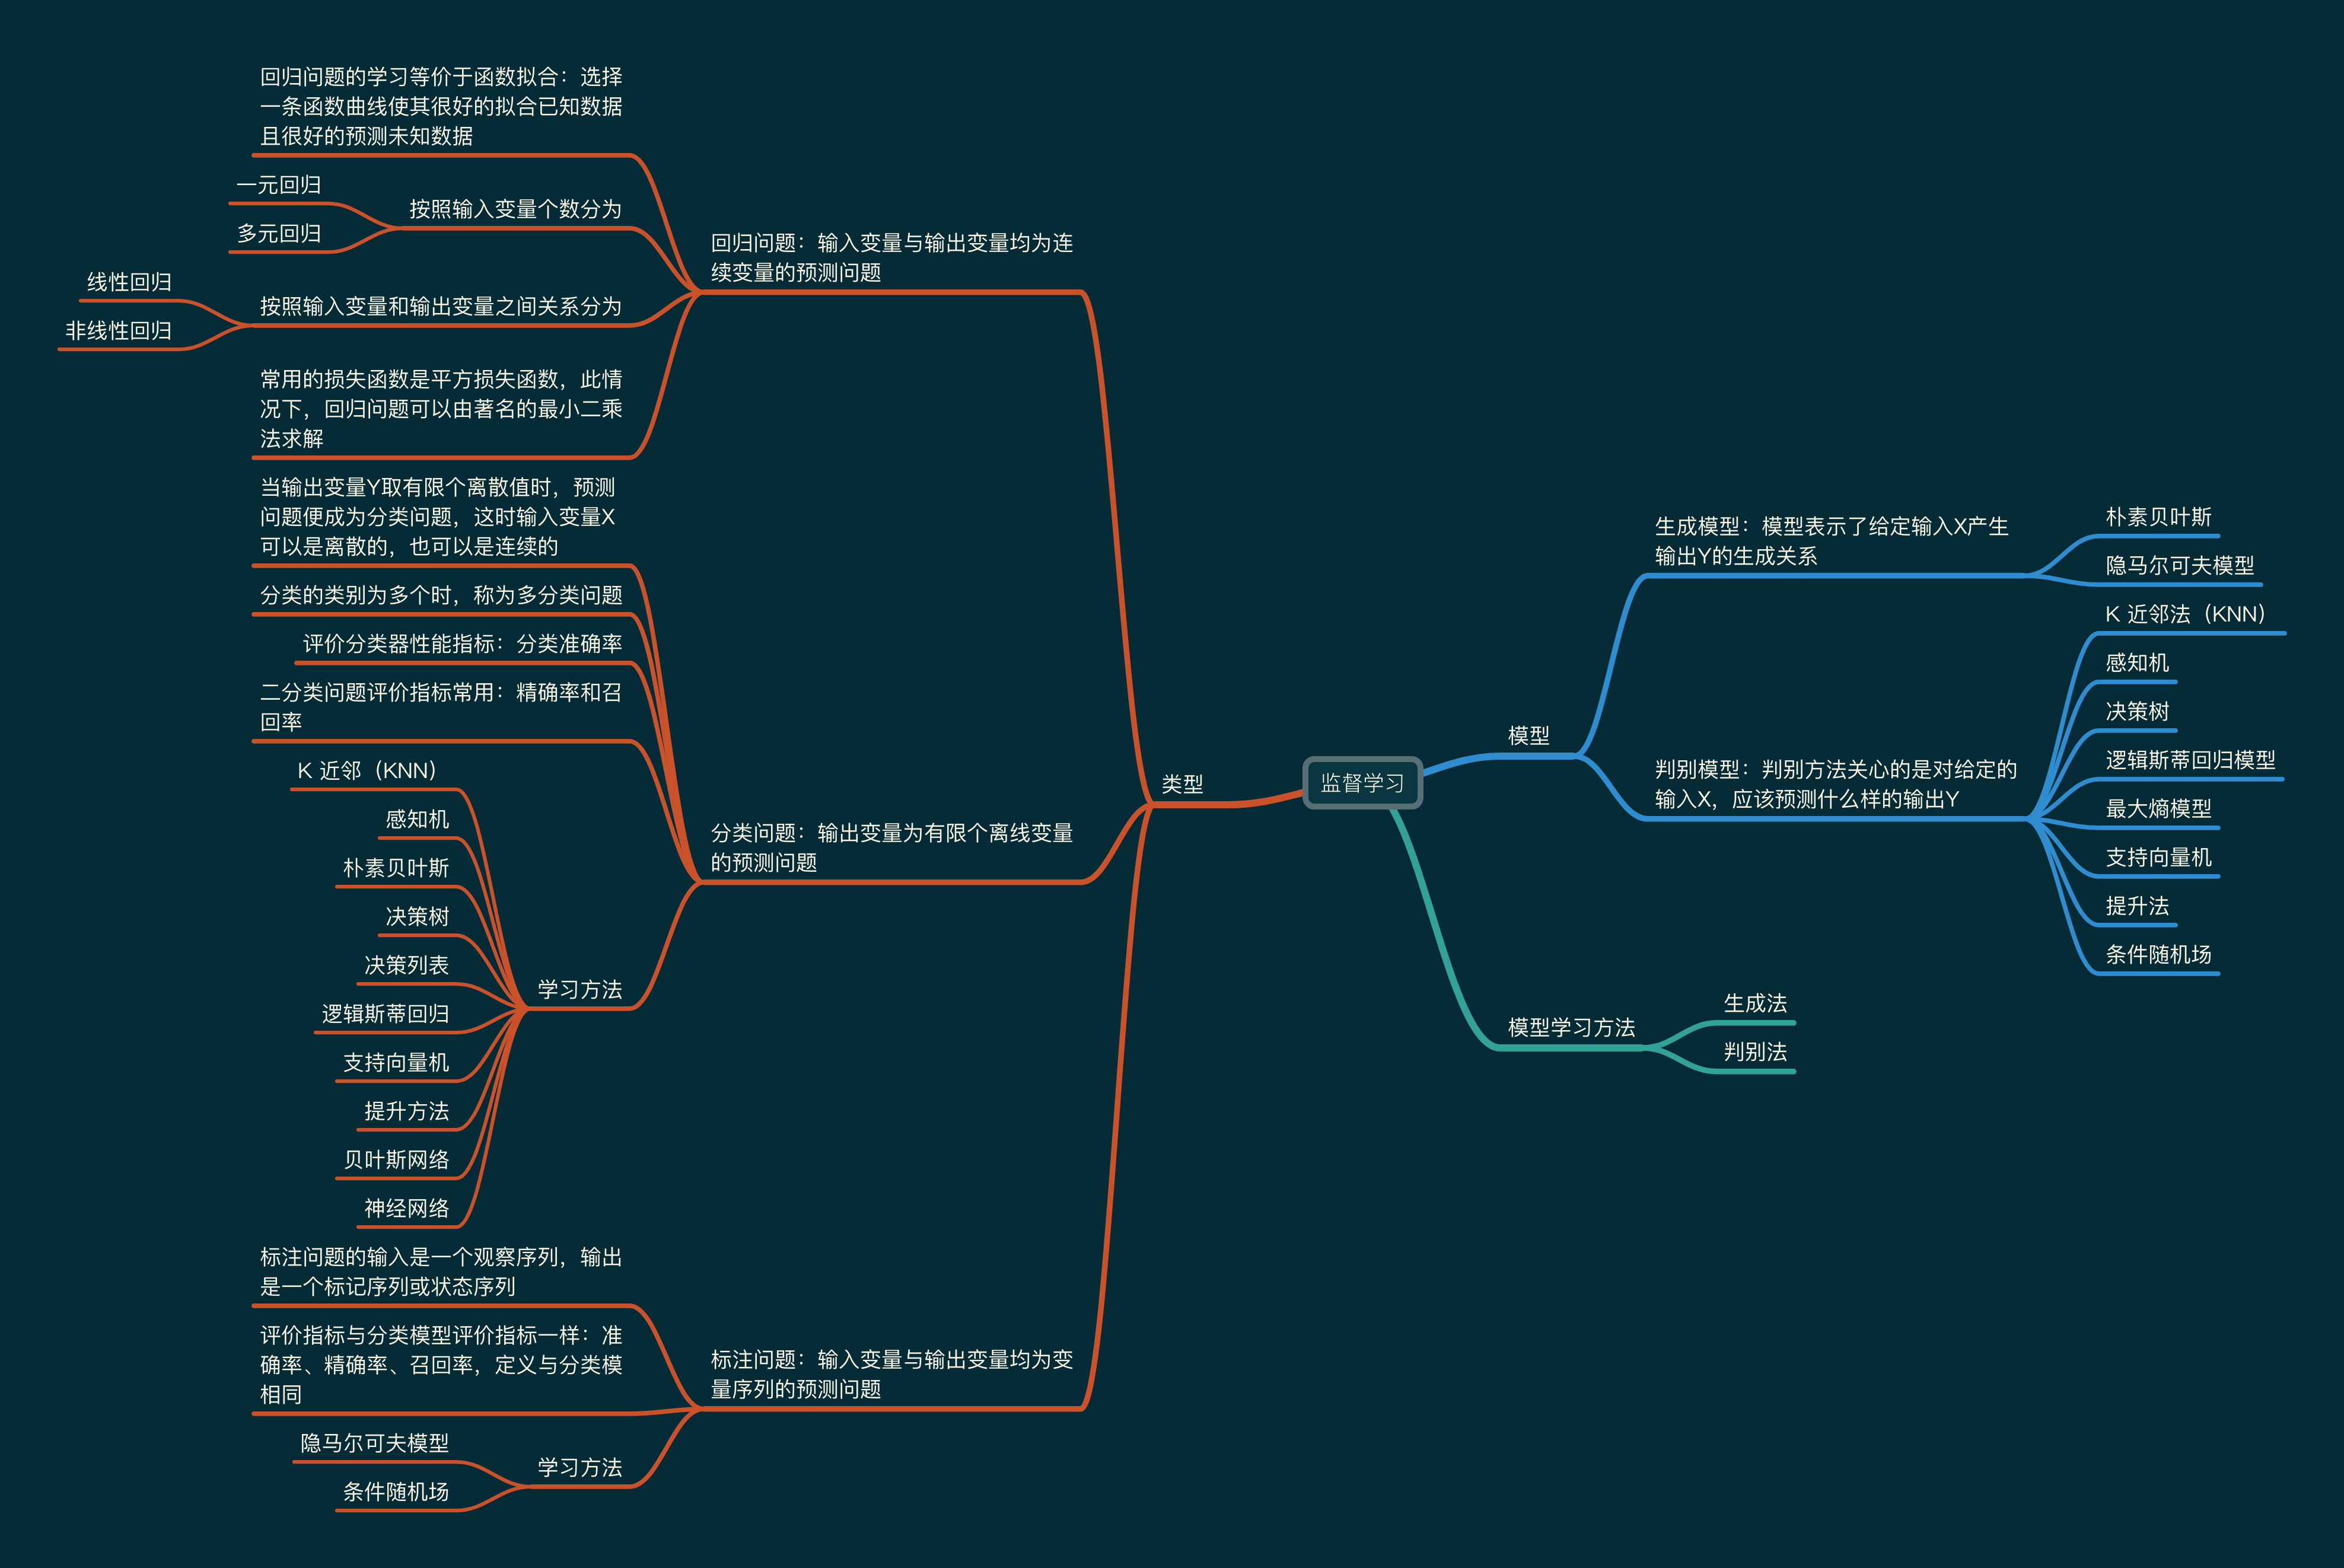 监督学习
类型
回归问题：输入变量与输出变量均为连
续变量的预测问题
回归问题的学习等价于函数拟合：选择
一条函数曲线使其很好的拟合已知数据
且很好的预测未知数据
按照输入变量个数分为
一元回归
多元回归
按照输入变量和输出变量之间关系分为
线性回归
非线性回归
常用的损失函数是平方损失函数，此情
况下，回归问题可以由著名的最小二乘
法求解
分类问题：输出变量为有限个离线变量
的预测问题
当输出变量Y取有限个离散值时，预测
问题便成为分类问题，这时输入变量X
可以是离散的，也可以是连续的
分类的类别为多个时，称为多分类问题
评价分类器性能指标：分类准确率
二分类问题评价指标常用：精确率和召
回率
学习方法
K 近邻（KNN）
感知机
朴素贝叶斯
决策树
决策列表
逻辑斯蒂回归
支持向量机
提升方法
贝叶斯网络
神经网络
标注问题：输入变量与输出变量均为变
量序列的预测问题
标注问题的输入是一个观察序列，输出
是一个标记序列或状态序列
评价指标与分类模型评价指标一样：准
确率、精确率、召回率，定义与分类模
相同
学习方法
隐马尔可夫模型
条件随机场
模型
生成模型：模型表示了给定输入X产生
输出Y的生成关系
朴素贝叶斯
隐马尔可夫模型
判别模型：判别方法关心的是对给定的
输入X，应该预测什么样的输出Y
K 近邻法（KNN）
感知机
决策树
逻辑斯蒂回归模型
最大熵模型
支持向量机
提升法
条件随机场
模型学习方法
生成法
判别法